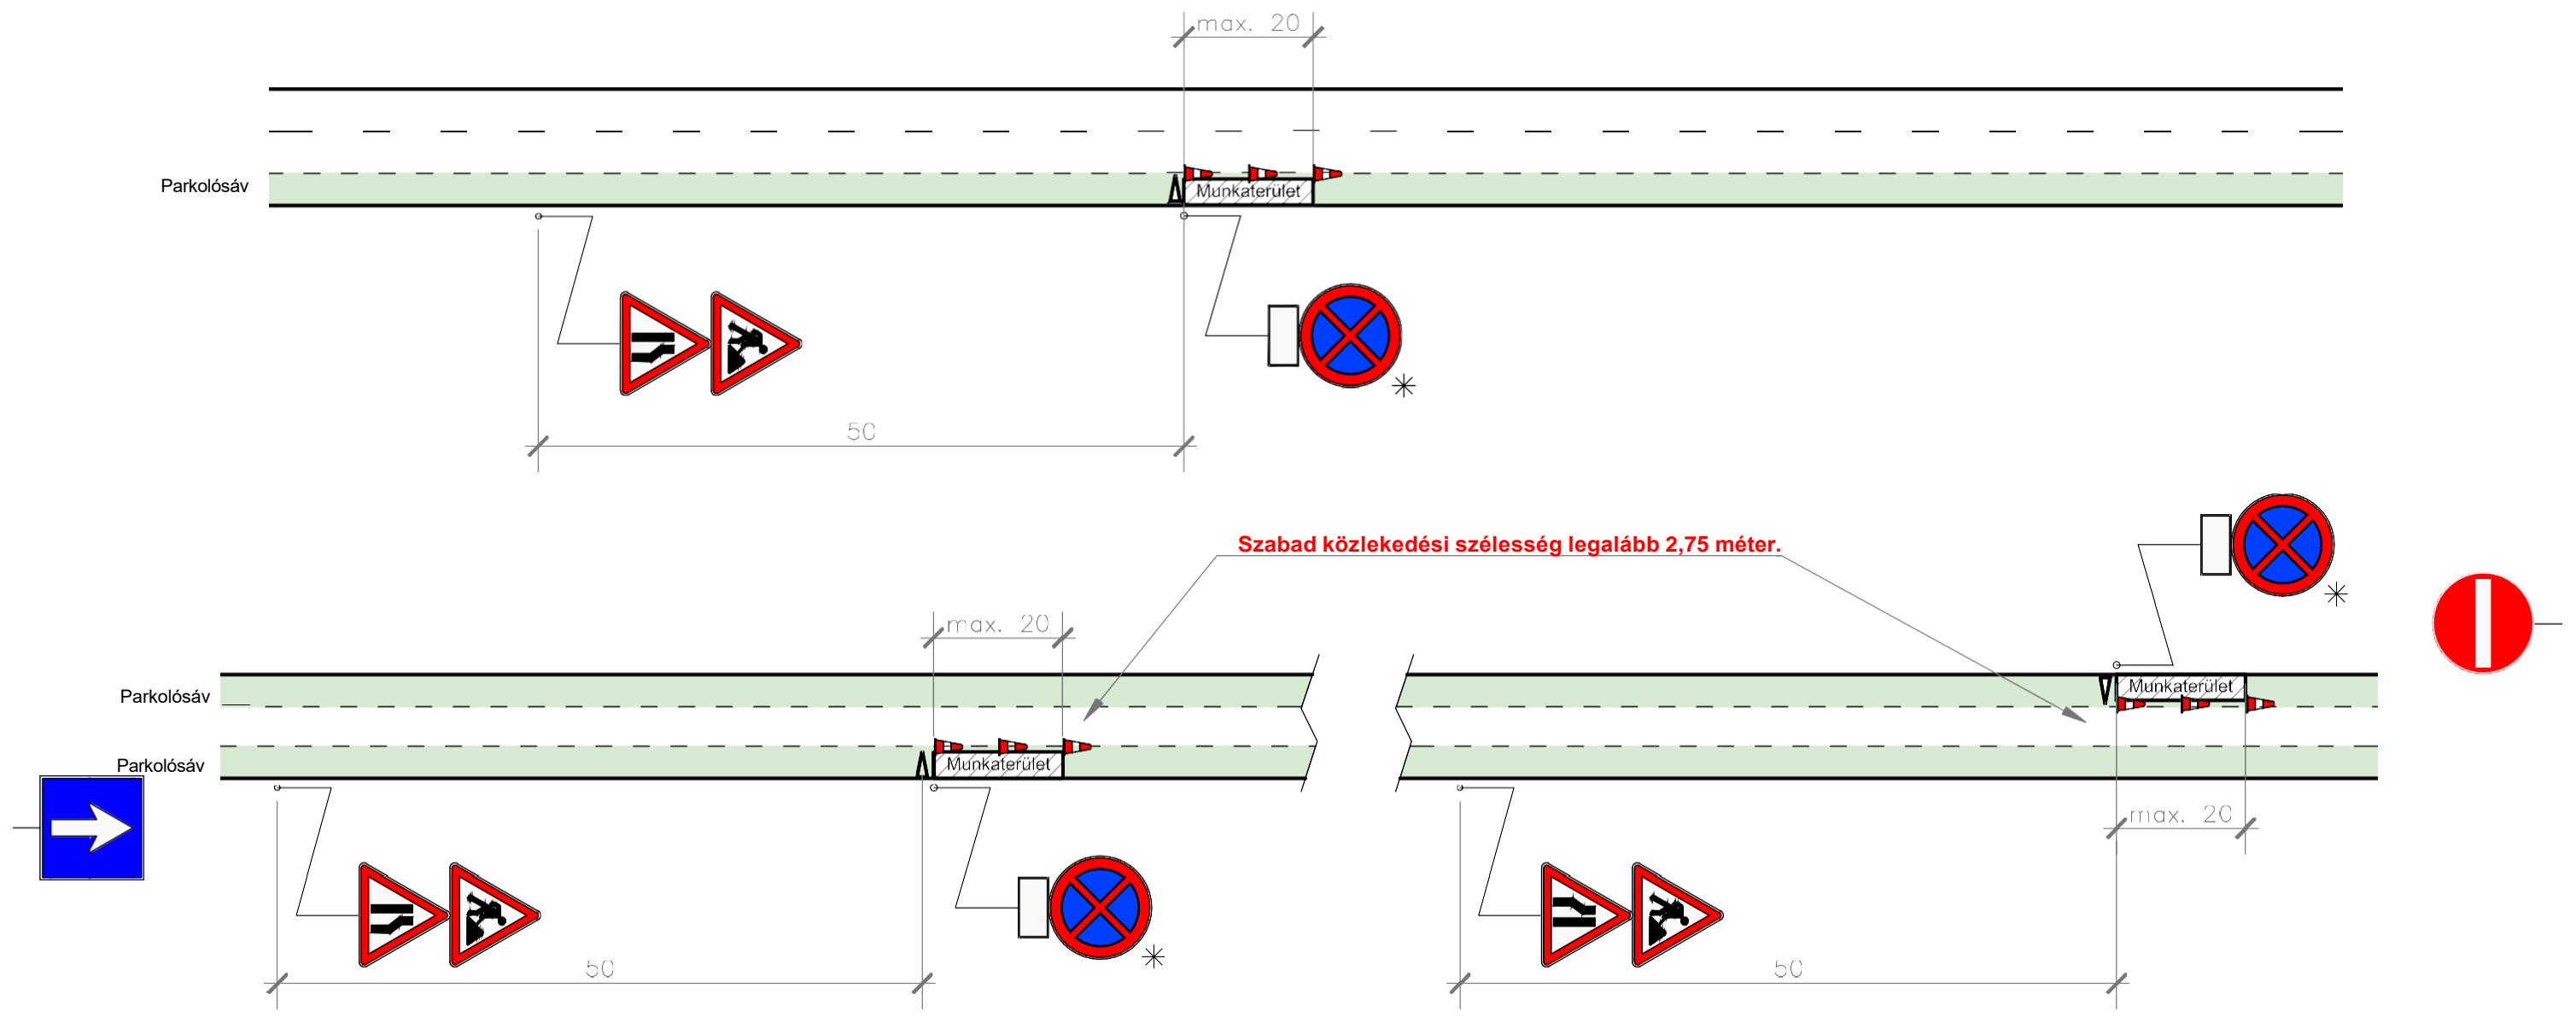 max. 20
Parkolósáv
Munkaterület
50
Szabad közlekedési szélesség legalább 2,75 méter.
max. 20
Parkolósáv
Munkaterület
Parkolósáv
Munkaterület
max. 20
50
50